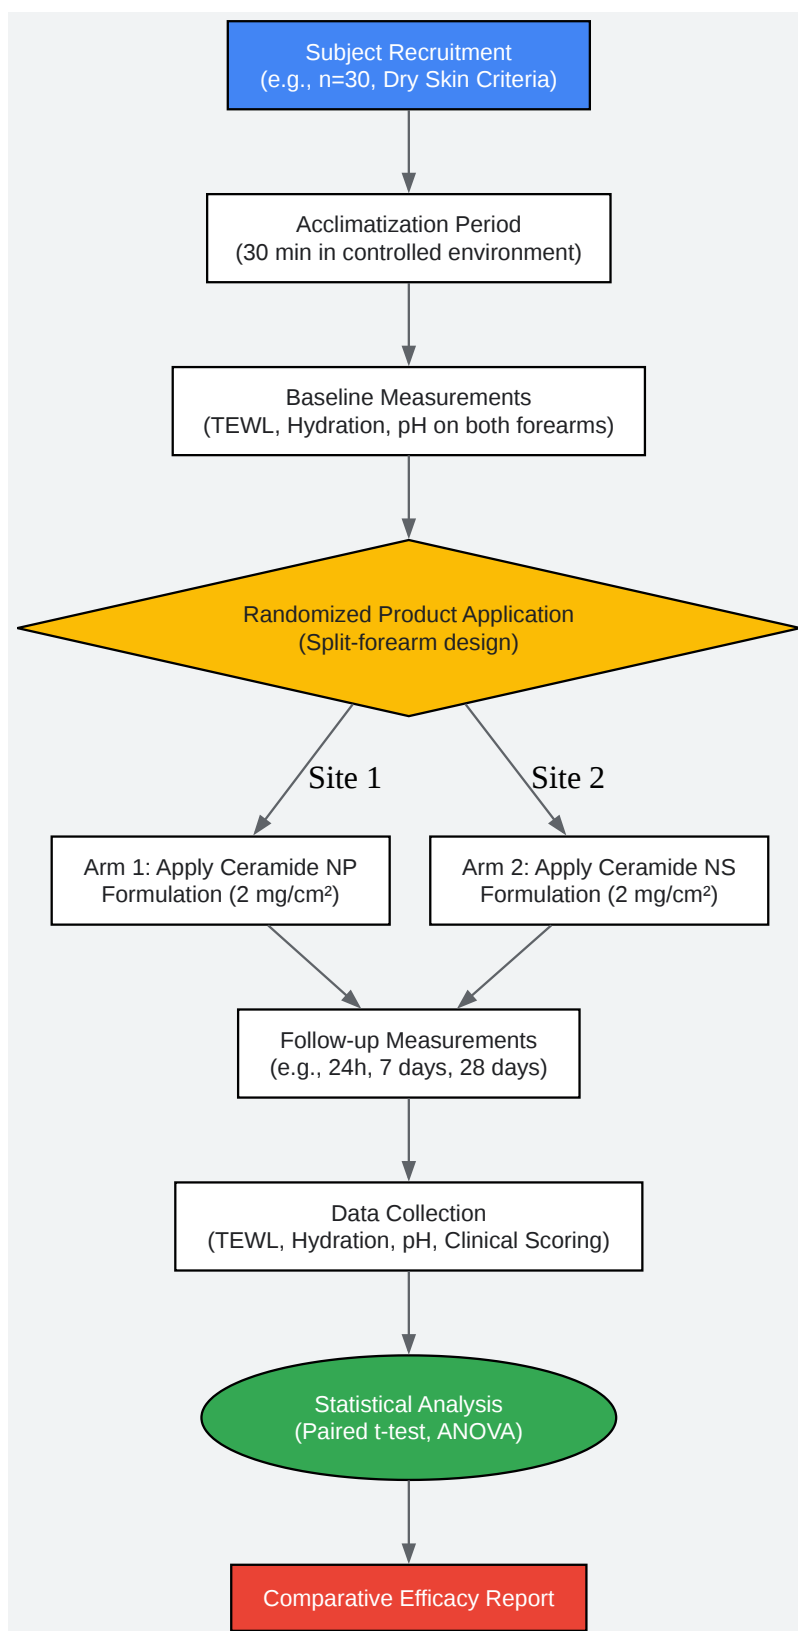 Subject Recruitment
(e.g., n=30, Dry Skin Criteria)
Acclimatization Period
(30 min in controlled environment)
Baseline Measurements
(TEWL, Hydration, pH on both forearms)
Randomized Product Application
(Split-forearm design)
Site 1
Site 2
Arm 1: Apply Ceramide NP
Formulation (2 mg/cm²)
Arm 2: Apply Ceramide NS
Formulation (2 mg/cm²)
Follow-up Measurements
(e.g., 24h, 7 days, 28 days)
Data Collection
(TEWL, Hydration, pH, Clinical Scoring)
Statistical Analysis
(Paired t-test, ANOVA)
Comparative Efficacy Report